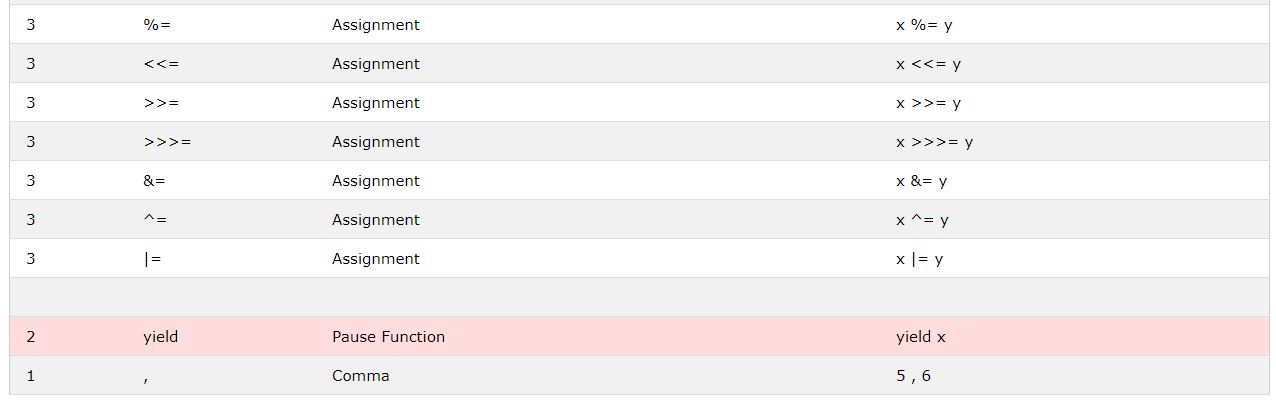 3 %= Assignment x %= y
3 <<= Assignment x <<= y
3 >>= Assignment x >>= y
3 >>>= Assignment x >>>= y
3 &= Assignment x &= y
3 ^= Assignment x ^= y
3 |= Assignment x |= y
2 yield Pause Function yield x
1 , Comma 5 , 6